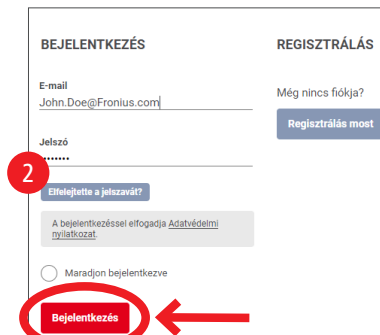 BEJELENTKEZÉS
E-mail
John.Doe@Fronius.com
Jelszó
•••••••
2
Elfelejtette a jelszavát?
A bejelentkezéssel elfogadja Adatvédelmi
nyilatkozat.
Maradjon bejelentkezve
Bejelentkezés
REGISZTRÁLÁS
Még nincs fiókja?
Regisztrálás most